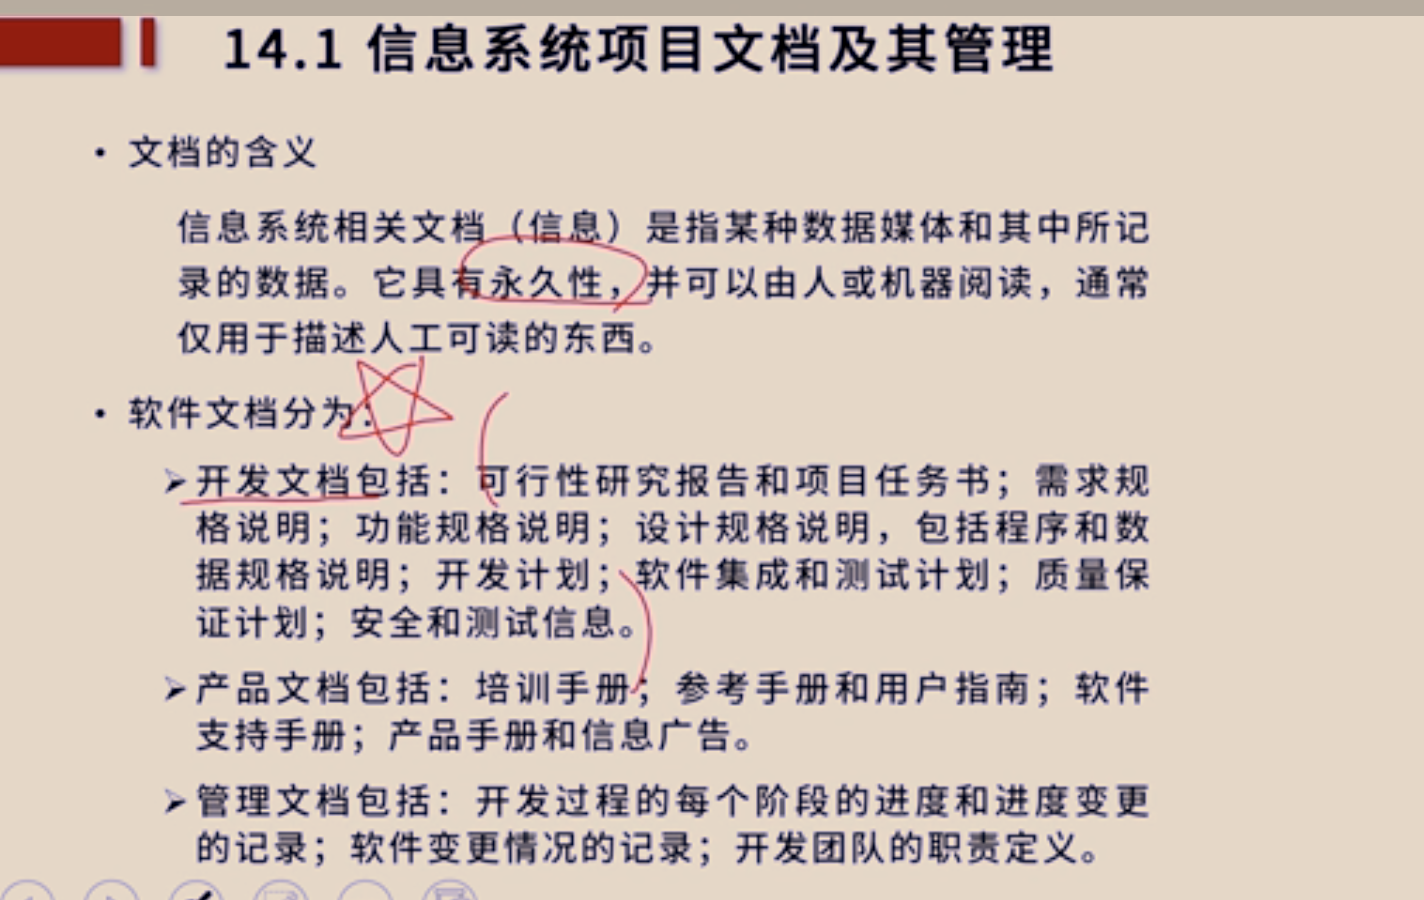 14.1 信息系统项目文档及其管理
• 文档的含义
信息系统相关文档（信息）是指某种数据媒体和其中所记
录的数据。它具有永久性，并可以由人或机器阅读，通常
仅用于描述人工可读的东西。
• 软件文档分为：
➢ 开发文档包括：可行性研究报告和项目任务书；需求规
格说明；功能规格说明；设计规格说明，包括程序和数
据规格说明；开发计划；软件集成和测试计划；质量保
证计划；安全和测试信息。
➢ 产品文档包括：培训手册；参考手册和用户指南；软件
支持手册；产品手册和信息广告。
➢ 管理文档包括：开发过程的每个阶段的进度和进度变更
的记录；软件变更情况的记录；开发团队的职责定义。